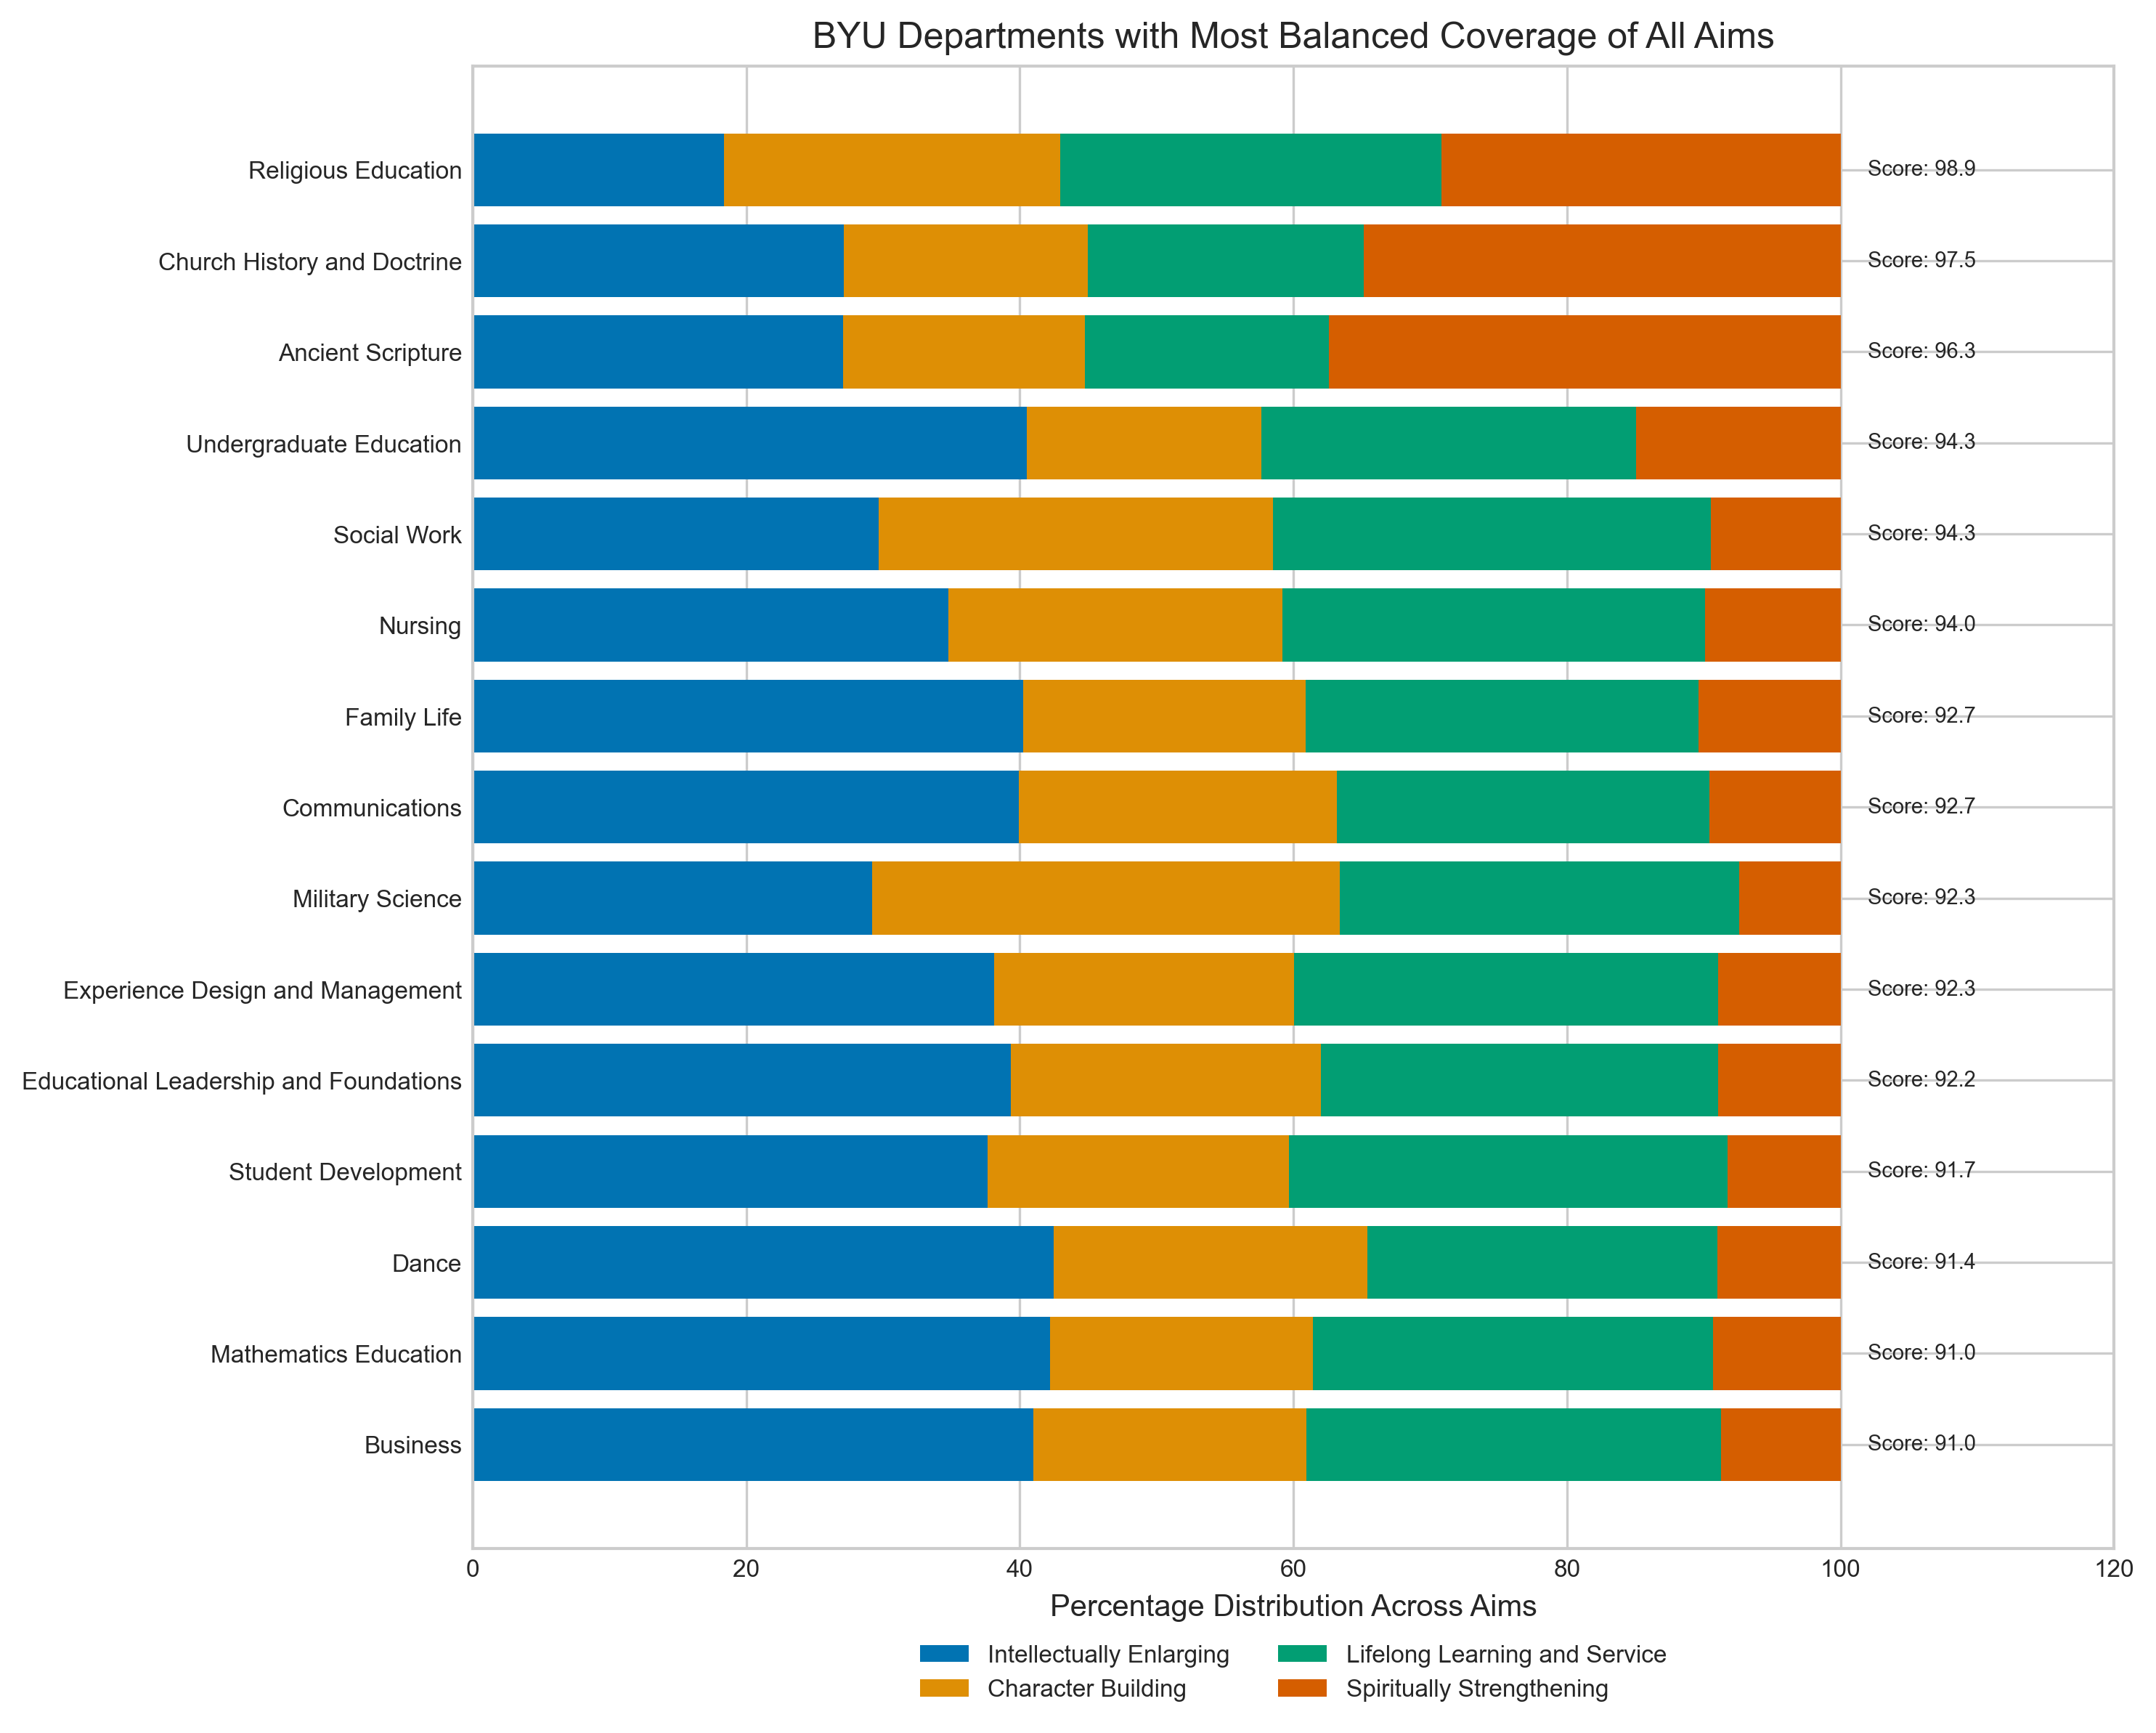 BYU Departments with Most Balanced Coverage of All Aims
Religious Education
Score: 98.9
Church History and Doctrine
Score: 97.5
Ancient Scripture
Score: 96.3
Undergraduate Education
Score: 94.3
Social Work
Score: 94.3
Nursing
Score: 94.0
Family Life
Score: 92.7
Communications
Score: 92.7
Military Science
Score: 92.3
Experience Design and Management
Score: 92.3
Educational Leadership and Foundations
Score: 92.2
Student Development
Score: 91.7
Dance
Score: 91.4
Mathematics Education
Score: 91.0
Business
Score: 91.0
0 20 40 60 80 100 120
Percentage Distribution Across Aims
Intellectually Enlarging
Character Building
Lifelong Learning and Service
Spiritually Strengthening